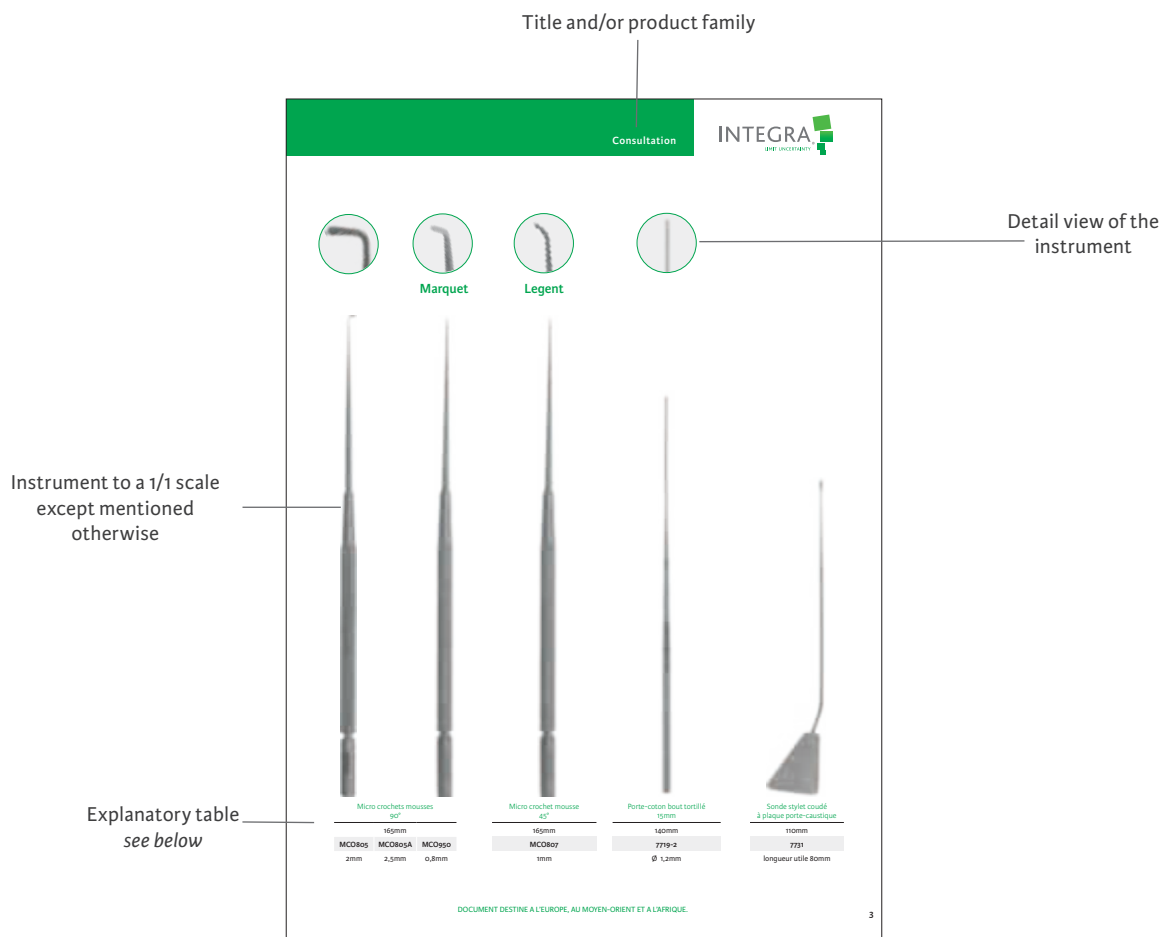 Title and/or product family
Consultation
INTEGRA
LIMIT UNCERTAINTY
Detail view of the
instrument
Marquet
Legent
Instrument to a 1/1 scale
except mentioned
otherwise
Explanatory table
see below
Micro crochets mousses
90°
165mm
MCO805 MCO805A MCO950
2mm 2,5mm 0,8mm
Micro crochet mousse
45°
165mm
MCO807
1mm
Porte-coton bout tortillé
15mm
140mm
7719-2
Ø 1,2mm
Sonde stylet coudé
à plaque porte-caustique
110mm
7731
longueur utile 80mm
DOCUMENT DESTINE A L'EUROPE, AU MOYEN-ORIENT ET A L'AFRIQUE.
3